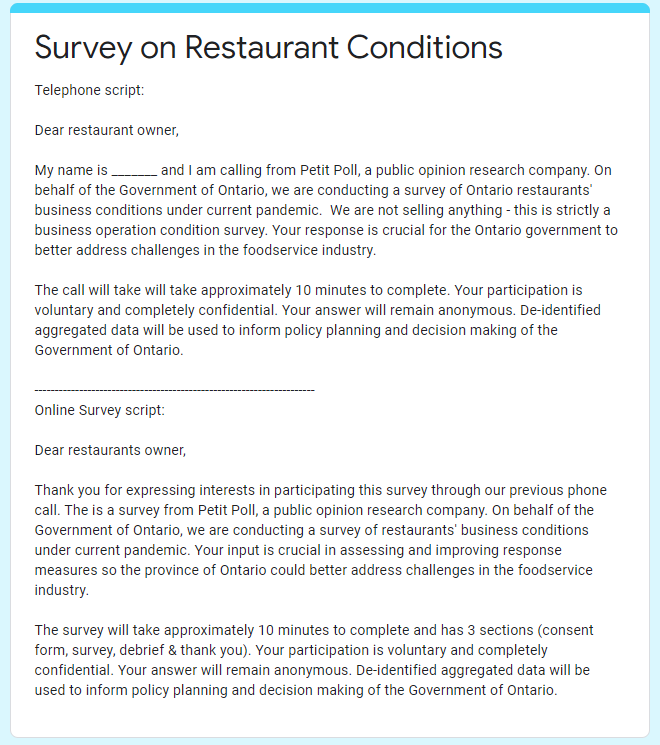 Survey on Restaurant Conditions
Telephone script:
Dear restaurant owner,
My name is _______ and I am calling from Petit Poll, a public opinion research company. On
behalf of the Government of Ontario, we are conducting a survey of Ontario restaurants'
business conditions under current pandemic.  We are not selling anything - this is strictly a
business operation condition survey. Your response is crucial for the Ontario government to
better address challenges in the foodservice industry.
The call will take will take approximately 10 minutes to complete. Your participation is
voluntary and completely confidential. Your answer will remain anonymous. De-identified
aggregated data will be used to inform policy planning and decision making of the
Government of Ontario.
----------------------------------------------------------------------
Online Survey script:
Dear restaurants owner,
Thank you for expressing interests in participating this survey through our previous phone
call. The is a survey from Petit Poll, a public opinion research company. On behalf of the
Government of Ontario, we are conducting a survey of restaurants' business conditions
under current pandemic. Your input is crucial in assessing and improving response
measures so the province of Ontario could better address challenges in the foodservice
industry.
The survey will take approximately 10 minutes to complete and has 3 sections (consent
form, survey, debrief & thank you). Your participation is voluntary and completely
confidential. Your answer will remain anonymous. De-identified aggregated data will be
used to inform policy planning and decision making of the Government of Ontario.